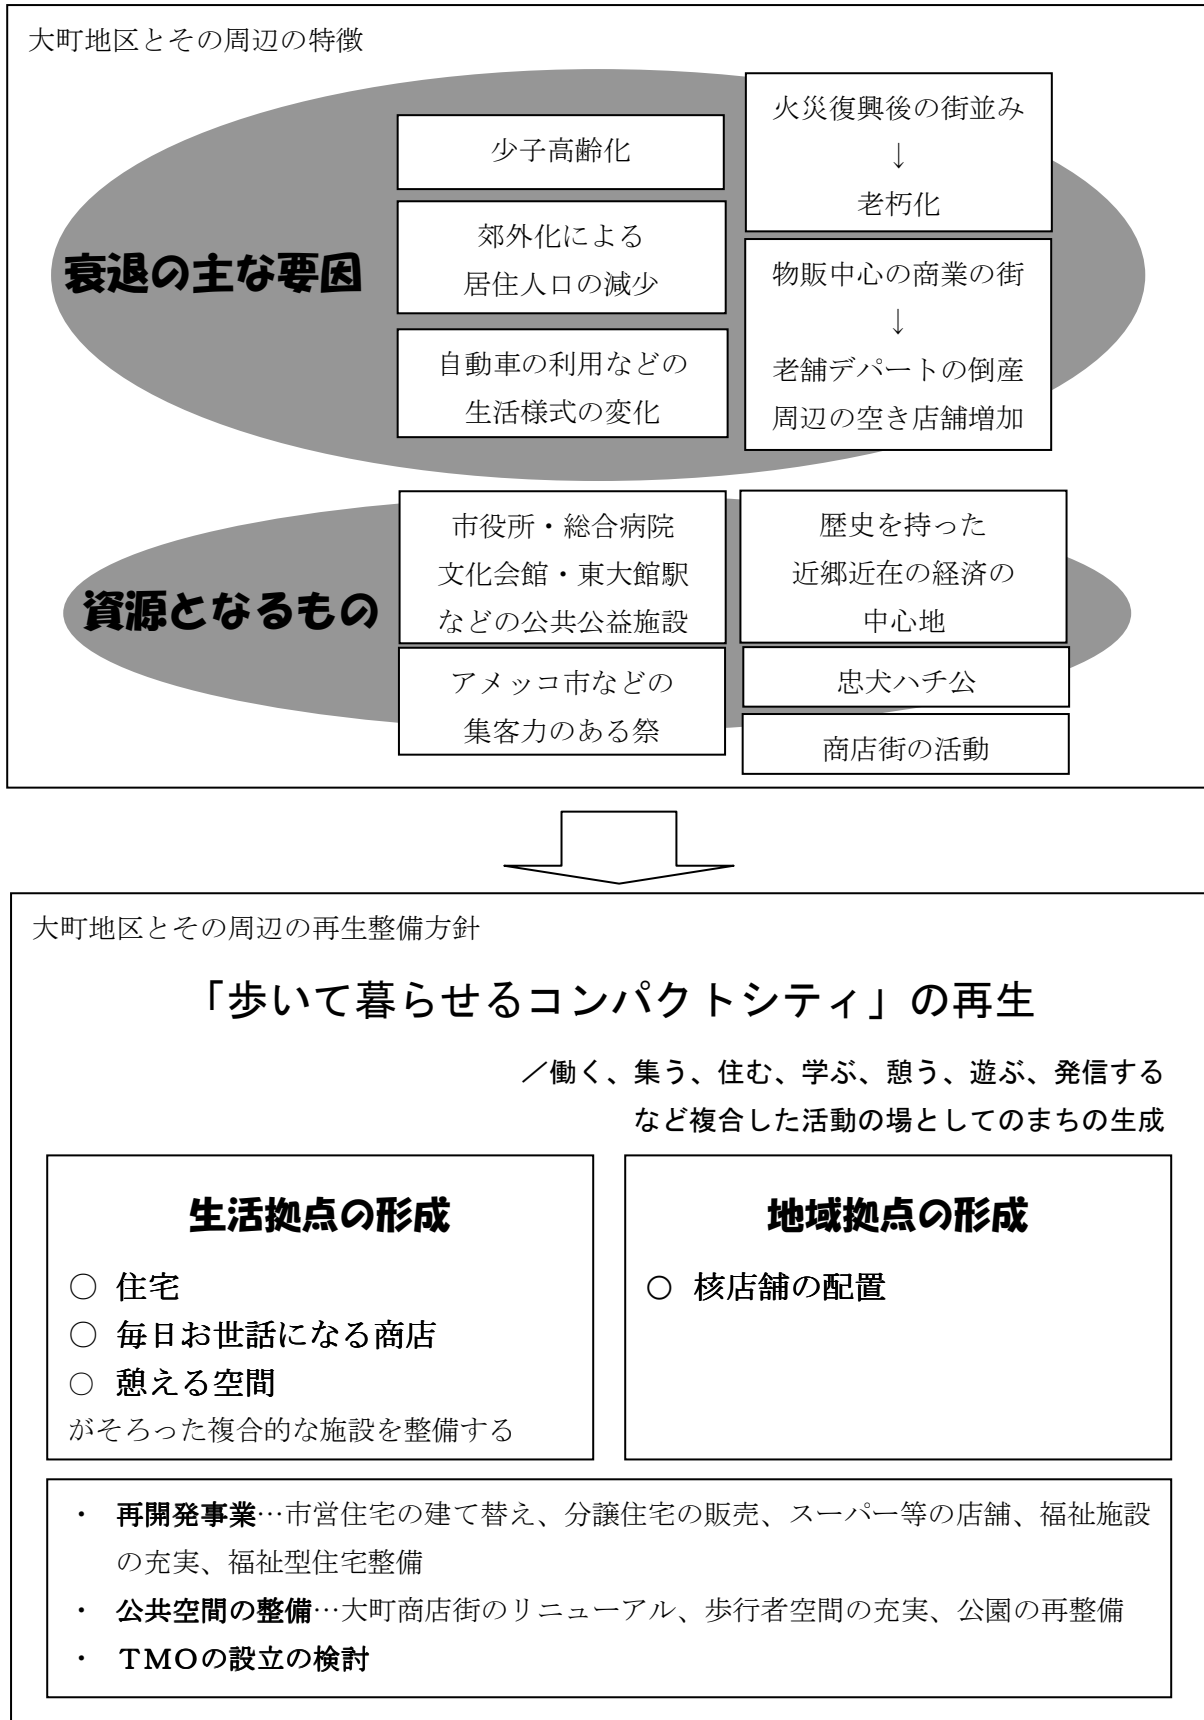 大町地区とその周辺の特徴
衰退の主な要因
少子高齢化
郊外化による
居住人口の減少
自動車の利用などの
生活様式の変化
火災復興後の街並み
↓
老朽化
物販中心の商業の街
↓
老舗デパートの倒産
周辺の空き店舗増加
資源となるもの
市役所・総合病院
文化会館・東大館駅
などの公共公益施設
アメッコ市などの
集客力のある祭
歴史を持った
近郷近在の経済の
中心地
忠犬ハチ公
商店街の活動
大町地区とその周辺の再生整備方針
「歩いて暮らせるコンパクトシティ」の再生
／働く、集う、住む、学ぶ、憩う、遊ぶ、発信する
など複合した活動の場としてのまちの生成
生活拠点の形成
○ 住宅
○ 毎日お世話になる商店
○ 憩える空間
がそろった複合的な施設を整備する
地域拠点の形成
○ 核店舗の配置
・ 再開発事業…市営住宅の建て替え、分譲住宅の販売、スーパー等の店舗、福祉施設
の充実、福祉型住宅整備
・ 公共空間の整備…大町商店街のリニューアル、歩行者空間の充実、公園の再整備
・ ＴＭＯの設立の検討